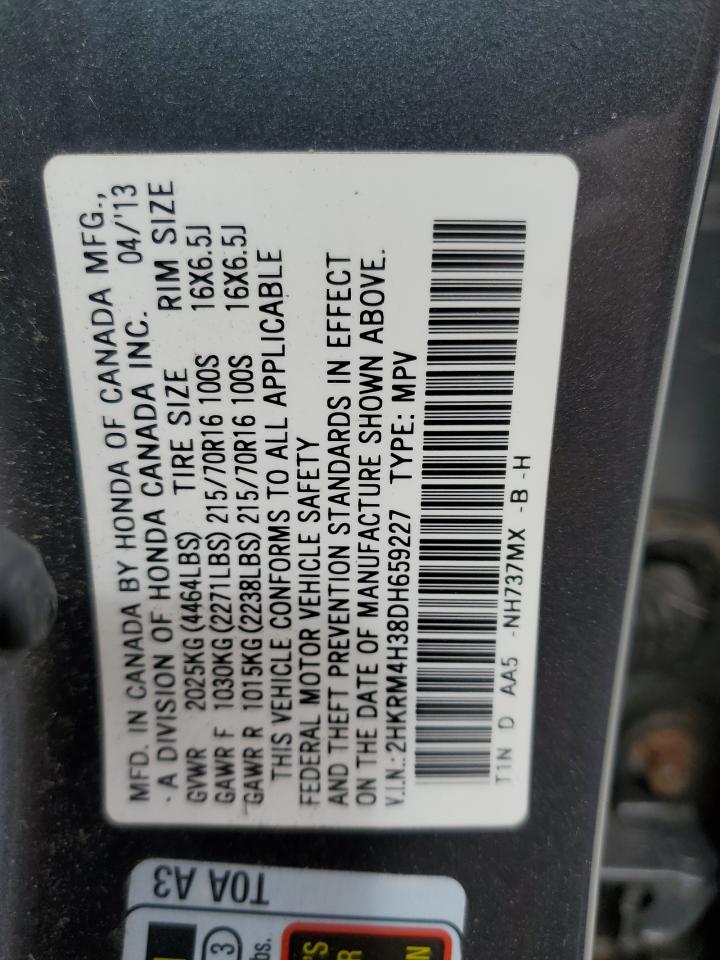 MFD. IN CANADA BY HONDA OF CANADA MFG.,
· A DIVISION OF HONDA CANADA INC. 04/'13
GVWR 2025KG (4464LBS) TIRE SIZE RIM SIZE
GAWR F 1030KG (2271LBS) 215/70R16 100S 16X6.5J
GAWR R 1015KG (2238LBS) 215/70R16 100S 16X6.5J
THIS VEHICLE CONFORMS TO ALL APPLICABLE
FEDERAL MOTOR VEHICLE SAFETY
AND THEFT PREVENTION STANDARDS IN EFFECT
ON THE DATE OF MANUFACTURE SHOWN ABOVE.
V.I.N.: 2HKRM4H38DH659227 TYPE: MPV
T1N D AA5 -NH737MX -B -H
T0A A3
3
lbs.